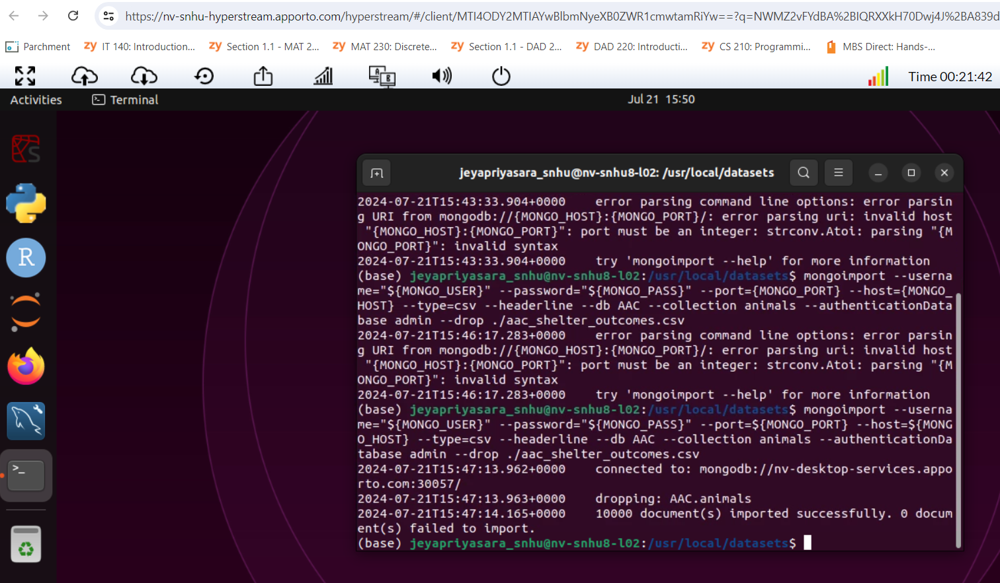 https://nv-snhu-hyperstream.apporto.com/hyperstream/#/client/MTI4ODY2MTIAYwBlbmNyeXB0ZWR1cmwtamRiYw==?q=NWMZ2vFYdBA%2BIQRXXkH70Dwj4J%2BA839d
Parchment
zy IT 140: Introduction...
zy Section 1.1 - MAT 2...
zy MAT 230: Discrete...
zy Section 1.1 - DAD 2...
zy DAD 220: Introducti...
zy CS 210: Programmi...
MBS Direct: Hands-...
A B
Time 00:21:42
Activities
Terminal
Jul 21 15:50
S
R
>_
jeyapriyasara_snhu@nv-snhu8-l02: /usr/local/datasets
2024-07-21T15:43:33.904+0000    error parsing command line options: error parsin
g URI from mongodb://{MONGO_HOST}:{MONGO_PORT}/: error parsing uri: invalid host
 "{MONGO_HOST}:{MONGO_PORT}": port must be an integer: strconv.Atoi: parsing "{M
ONGO_PORT}": invalid syntax
2024-07-21T15:43:33.904+0000    try 'mongoimport --help' for more information
(base) jeyapriyasara_snhu@nv-snhu8-l02:/usr/local/datasets$ mongoimport --userna
me="${MONGO_USER}" --password="${MONGO_PASS}" --port={MONGO_PORT} --host={MONGO_
HOST} --type=csv --headerline --db AAC --collection animals --authenticationData
base admin --drop ./aac_shelter_outcomes.csv
2024-07-21T15:46:17.283+0000    error parsing command line options: error parsin
g URI from mongodb://{MONGO_HOST}:{MONGO_PORT}/: error parsing uri: invalid host
 "{MONGO_HOST}:{MONGO_PORT}": port must be an integer: strconv.Atoi: parsing "{M
ONGO_PORT}": invalid syntax
2024-07-21T15:46:17.283+0000    try 'mongoimport --help' for more information
(base) jeyapriyasara_snhu@nv-snhu8-l02:/usr/local/datasets$ mongoimport --userna
me="${MONGO_USER}" --password="${MONGO_PASS}" --port=${MONGO_PORT} --host=${MONG
O_HOST} --type=csv --headerline --db AAC --collection animals --authenticationDa
tabase admin --drop ./aac_shelter_outcomes.csv
2024-07-21T15:47:13.962+0000    connected to: mongodb://nv-desktop-services.appo
rto.com:30057/
2024-07-21T15:47:13.963+0000    dropping: AAC.animals
2024-07-21T15:47:14.165+0000    10000 document(s) imported successfully. 0 docum
ent(s) failed to import.
(base) jeyapriyasara_snhu@nv-snhu8-l02:/usr/local/datasets$